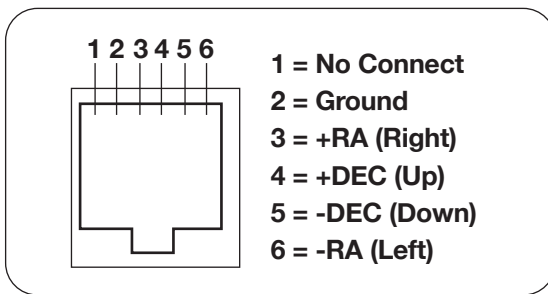 1 2 3 4 5 6
1 = No Connect
2 = Ground
3 = +RA (Right)
4 = +DEC (Up)
5 = -DEC (Down)
6 = -RA (Left)